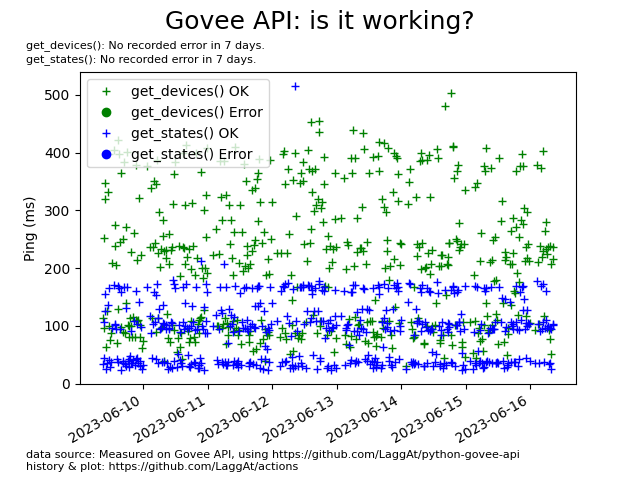 Govee API: is it working?
get_devices(): No recorded error in 7 days.
get_states(): No recorded error in 7 days.
get_devices() OK
get_devices() Error
get_states() OK
get_states() Error
Ping (ms)
500
400
300
200
100
0
2023-06-10
2023-06-11
2023-06-12
2023-06-13
2023-06-14
2023-06-15
2023-06-16
data source: Measured on Govee API, using https://github.com/LaggAt/python-govee-api
history & plot: https://github.com/LaggAt/actions